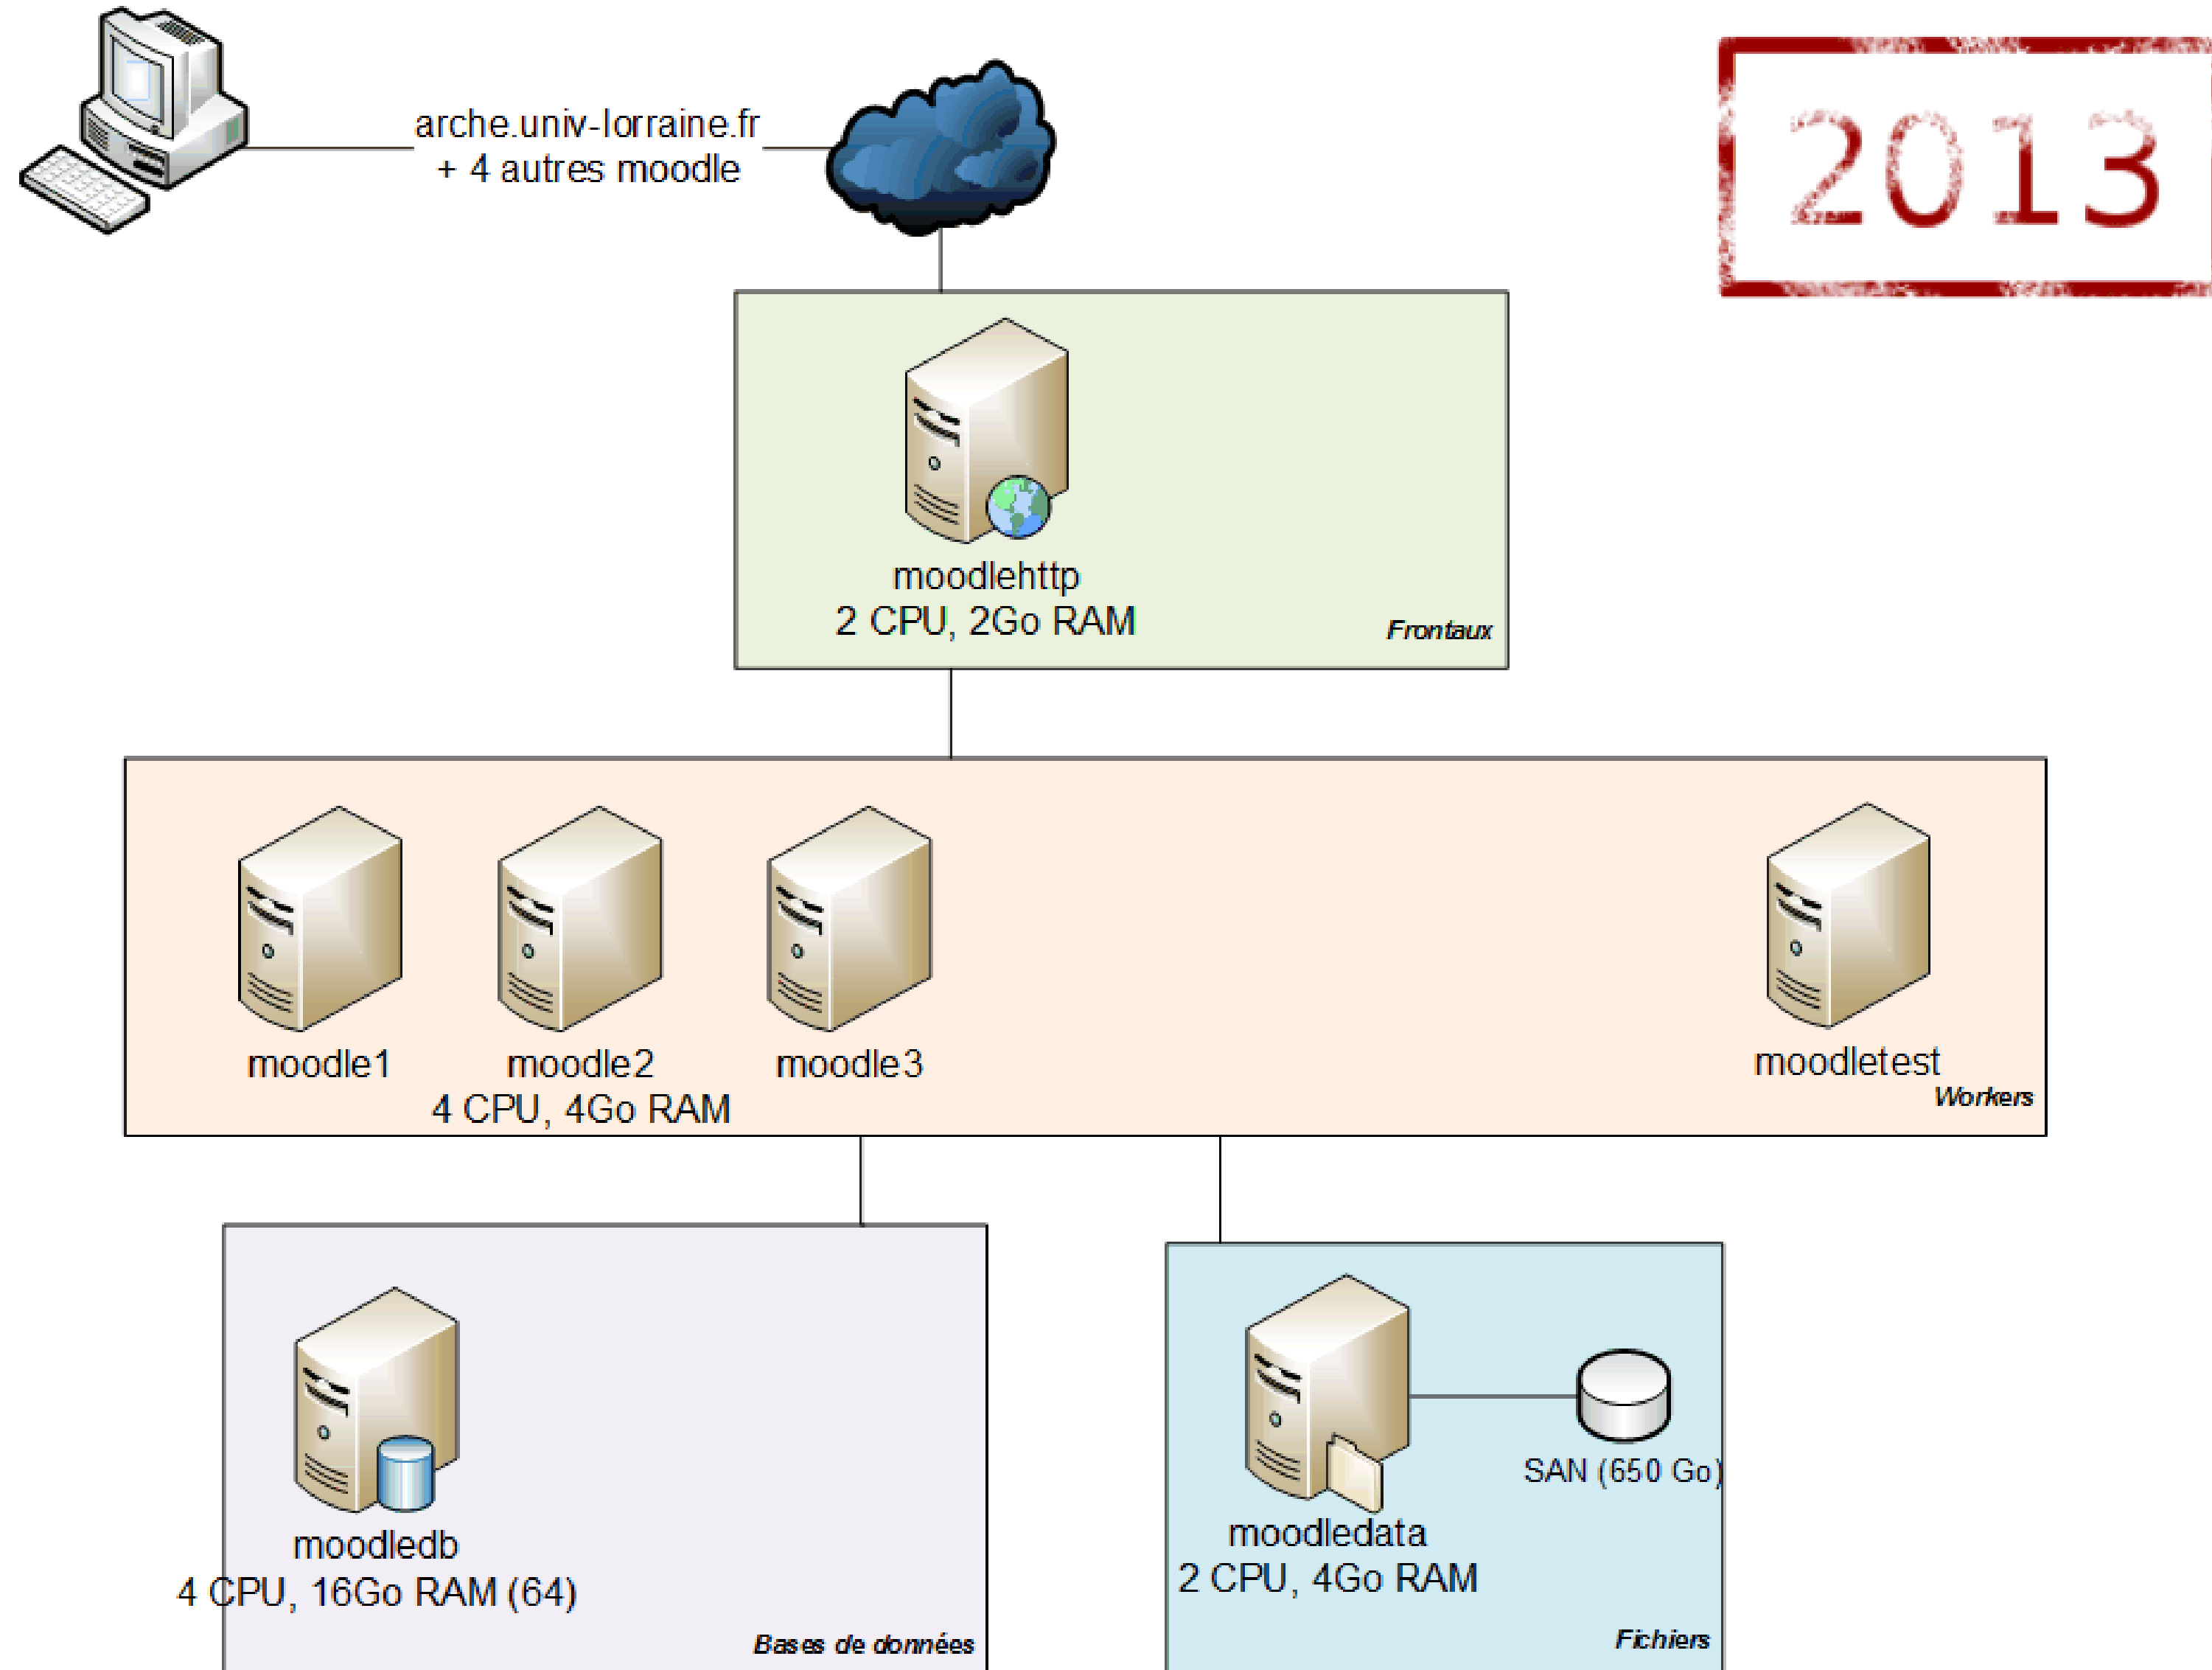 arche.univ-lorraine.fr
+ 4 autres moodle
2013
moodlehttp
2 CPU, 2Go RAM
Frontaux
moodle1
moodle2
moodle3
4 CPU, 4Go RAM
moodletest
Workers
moodledb
4 CPU, 16Go RAM (64)
Bases de données
SAN (650 Go)
moodledata
2 CPU, 4Go RAM
Fichiers